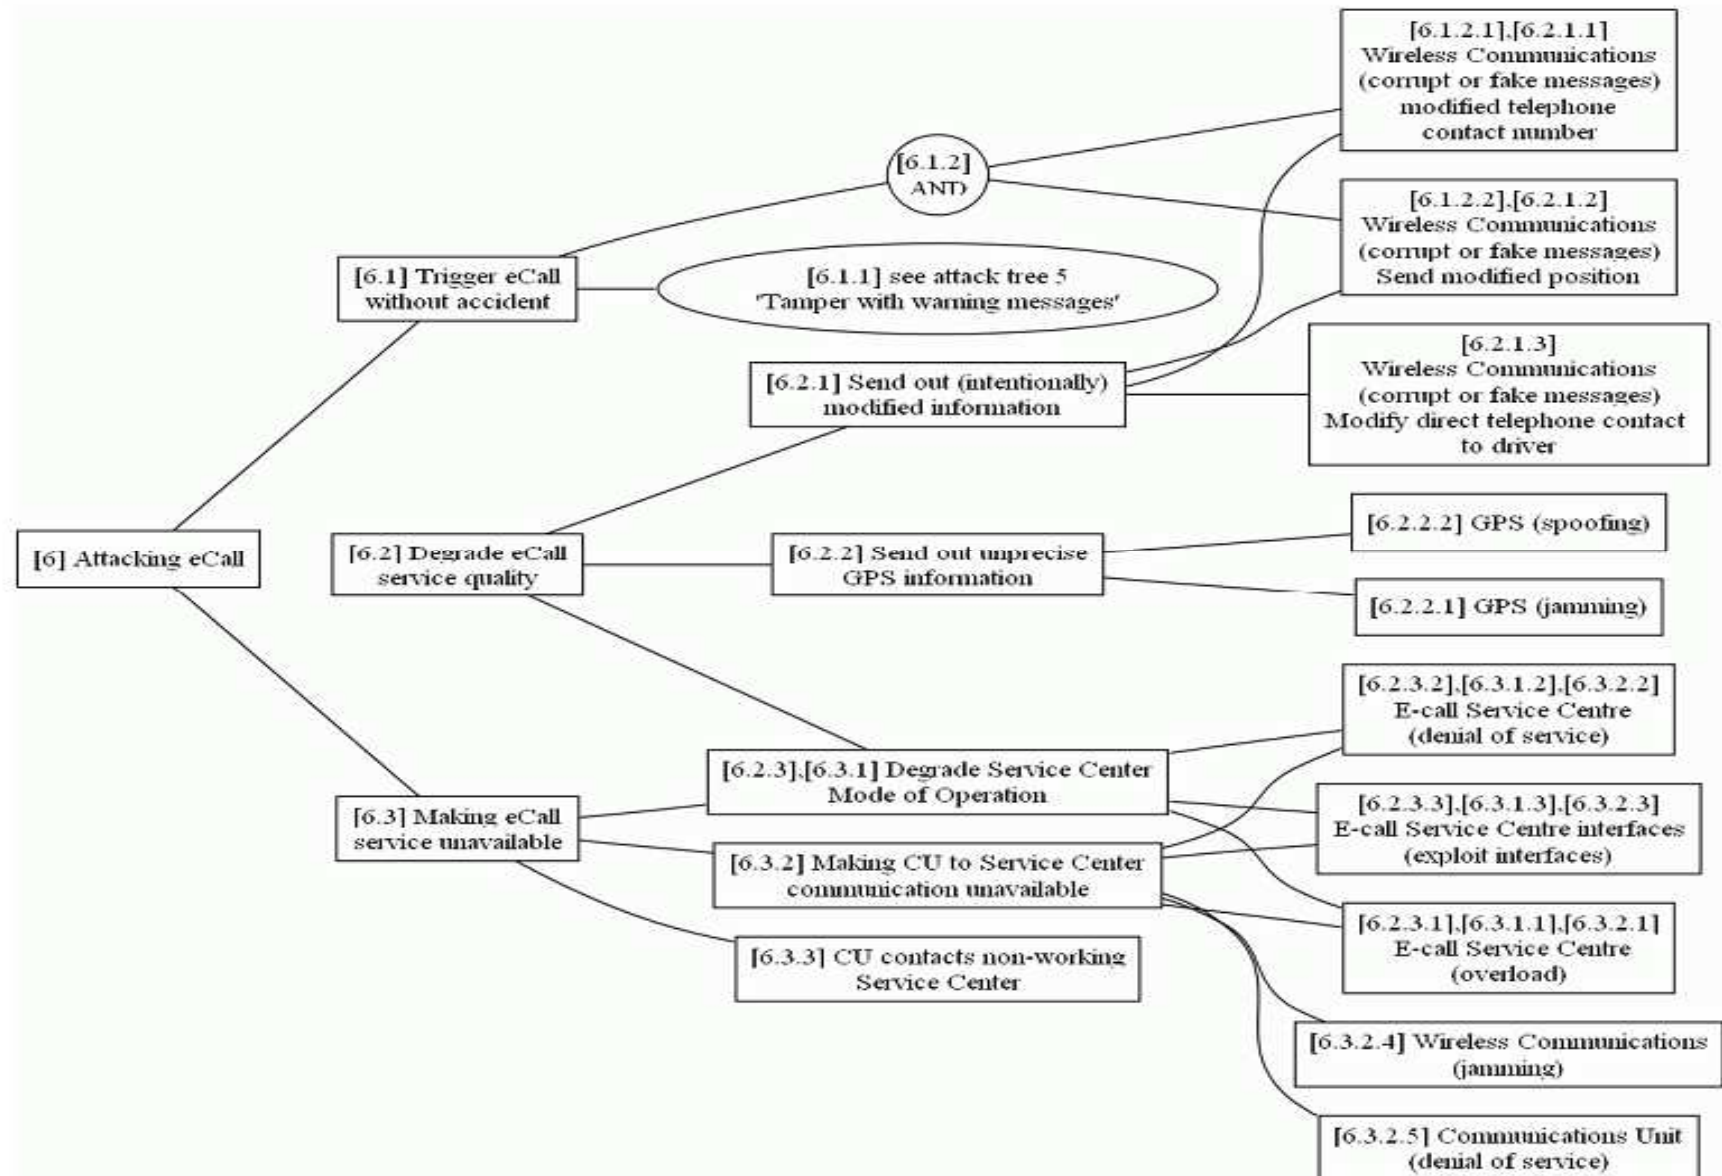 [6] Attacking eCall
[6.1] Trigger eCall
without accident
[6.2] Degrade eCall
service quality
[6.3] Making eCall
service unavailable
[6.1.2]
AND
[6.1.1] see attack tree 5
'Tamper with warning messages'
[6.2.1] Send out (intentionally)
modified information
[6.2.2] Send out unprecise
GPS information
[6.2.3],[6.3.1] Degrade Service Center
Mode of Operation
[6.3.2] Making CU to Service Center
communication unavailable
[6.3.3] CU contacts non-working
Service Center
[6.1.2.1],[6.2.1.1]
Wireless Communications
(corrupt or fake messages)
modified telephone
contact number
[6.1.2.2],[6.2.1.2]
Wireless Communications
(corrupt or fake messages)
Send modified position
[6.2.1.3]
Wireless Communications
(corrupt or fake messages)
Modify direct telephone contact
to driver
[6.2.2.2] GPS (spoofing)
[6.2.2.1] GPS (jamming)
[6.2.3.2],[6.3.1.2],[6.3.2.2]
E-call Service Centre
(denial of service)
[6.2.3.3],[6.3.1.3],[6.3.2.3]
E-call Service Centre interfaces
(exploit interfaces)
[6.2.3.1],[6.3.1.1],[6.3.2.1]
E-call Service Centre
(overload)
[6.3.2.4] Wireless Communications
(jamming)
[6.3.2.5] Communications Unit
(denial of service)